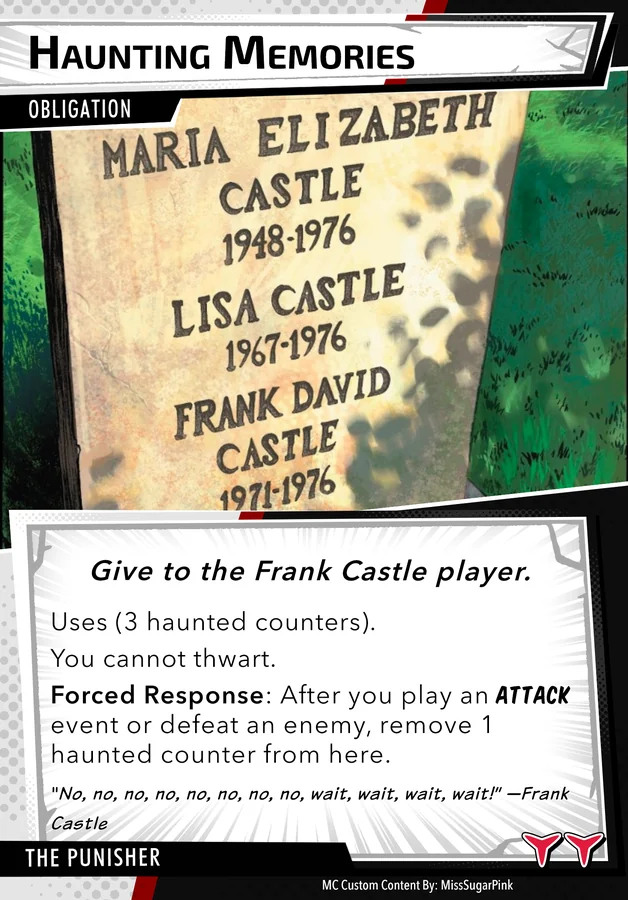 Haunting Memories
OBLIGATION
MARIA ELIZABETH
CASTLE
1948-1976
LISA CASTLE
1967-1976
FRANK DAVID
CASTLE
1971-1976
Give to the Frank Castle player.
Uses (3 haunted counters).
You cannot thwart.
Forced Response: After you play an ATTACK
event or defeat an enemy, remove 1
haunted counter from here.
"No, no, no, no, no, no, no, no, wait, wait, wait, wait!" —Frank
Castle
THE PUNISHER
MC Custom Content By: MissSugarPink